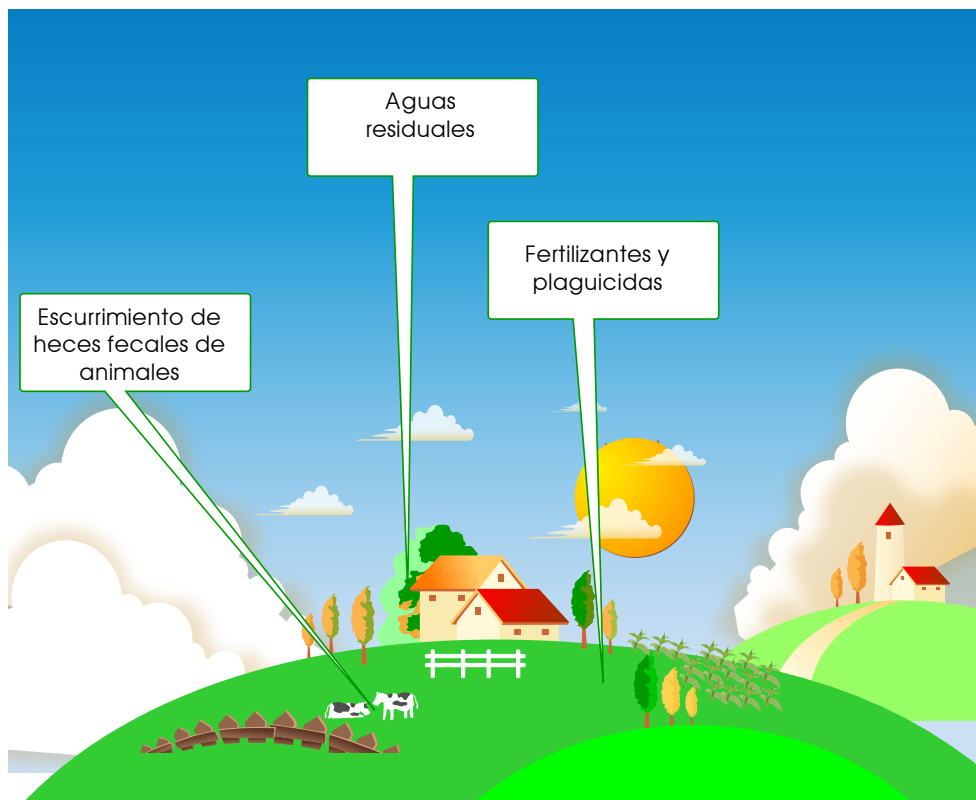 Aguas
residuales
Fertilizantes y
plaguicidas
Escurrimiento de
heces fecales de
animales